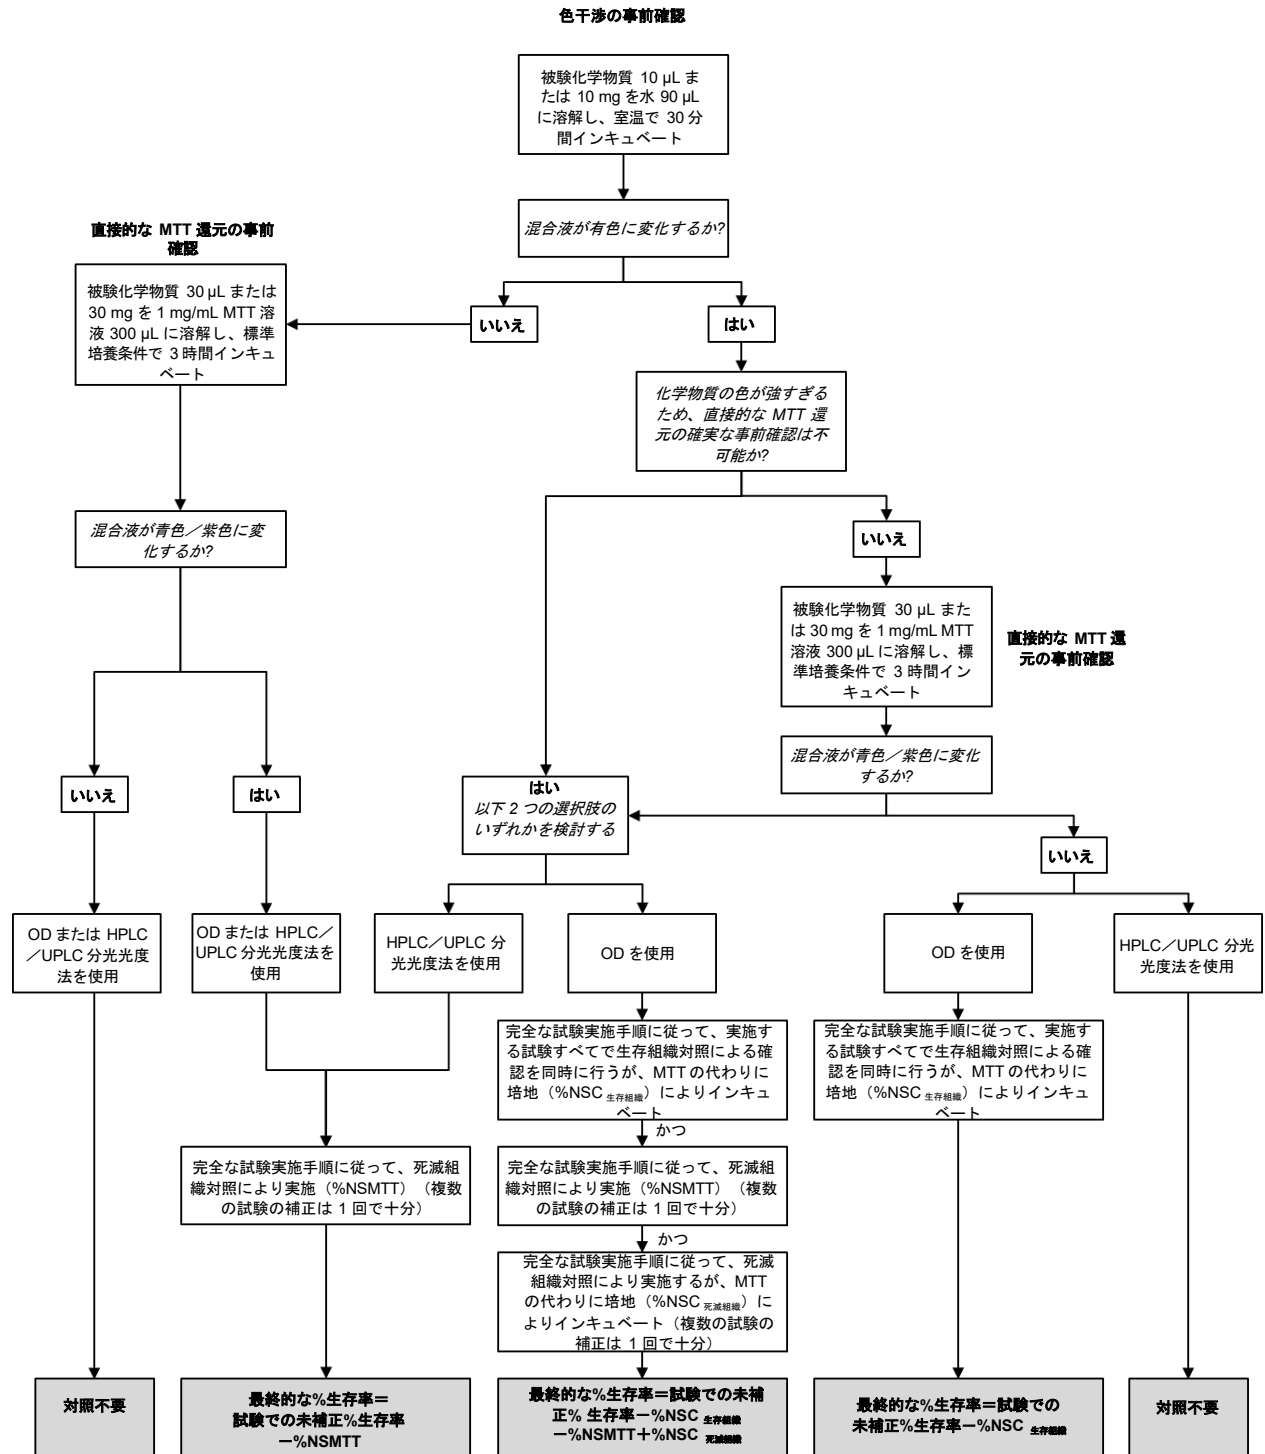 色干渉の事前確認
被験化学物質 10 µL ま
たは 10 mg を水 90 µL
に溶解し、室温で 30 分
間インキュベート
混合液が有色に変化するか?
直接的な MTT 還元の事前
確認
被験化学物質 30 µL または
30 mg を 1 mg/mL MTT 溶
液 300 µL に溶解し、標準
培養条件で 3 時間インキュ
ベート
いいえ
はい
化学物質の色が強すぎる
ため、直接的な MTT 還
元の確実な事前確認は不
可能か?
混合液が青色／紫色に変
化するか?
いいえ
被験化学物質 30 µL また
は 30 mg を 1 mg/mL MTT
溶液 300 µL に溶解し、標
準培養条件で 3 時間イン
キュベート
直接的な MTT 還
元の事前確認
混合液が青色／紫色に変化
するか?
いいえ
はい
はい
以下 2 つの選択肢の
いずれかを検討する
いいえ
OD または HPLC
／UPLC 分光光度
法を使用
OD または HPLC／
UPLC 分光光度法を
使用
HPLC／UPLC 分
光光度法を使用
OD を使用
OD を使用
HPLC／UPLC 分光
光度法を使用
完全な試験実施手順に従って、実施す
る試験すべてで生存組織対照による確
認を同時に行うが、MTT の代わりに
培地（%NSC 生存組織）によりインキュ
ベート
完全な試験実施手順に従って、実施す
る試験すべてで生存組織対照による確
認を同時に行うが、MTT の代わりに
培地（%NSC 生存組織）によりインキュ
ベート
かつ
完全な試験実施手順に従って、死滅組
織対照により実施（%NSMTT）（複数
の試験の補正は 1 回で十分）
完全な試験実施手順に従って、死滅組
織対照により実施（%NSMTT）（複数
の試験の補正は 1 回で十分）
かつ
完全な試験実施手順に従って、死滅
組織対照により実施するが、MTT
の代わりに培地（%NSC 死滅組織）に
よりインキュベート（複数の試験の
補正は 1 回で十分）
対照不要
最終的な%生存率＝
試験での未補正%生存率
－%NSMTT
最終的な%生存率＝試験での未補
正% 生存率－%NSC 生存組織
－%NSMTT＋%NSC 死滅組織
最終的な%生存率＝試験での
未補正%生存率－%NSC 生存組織
対照不要